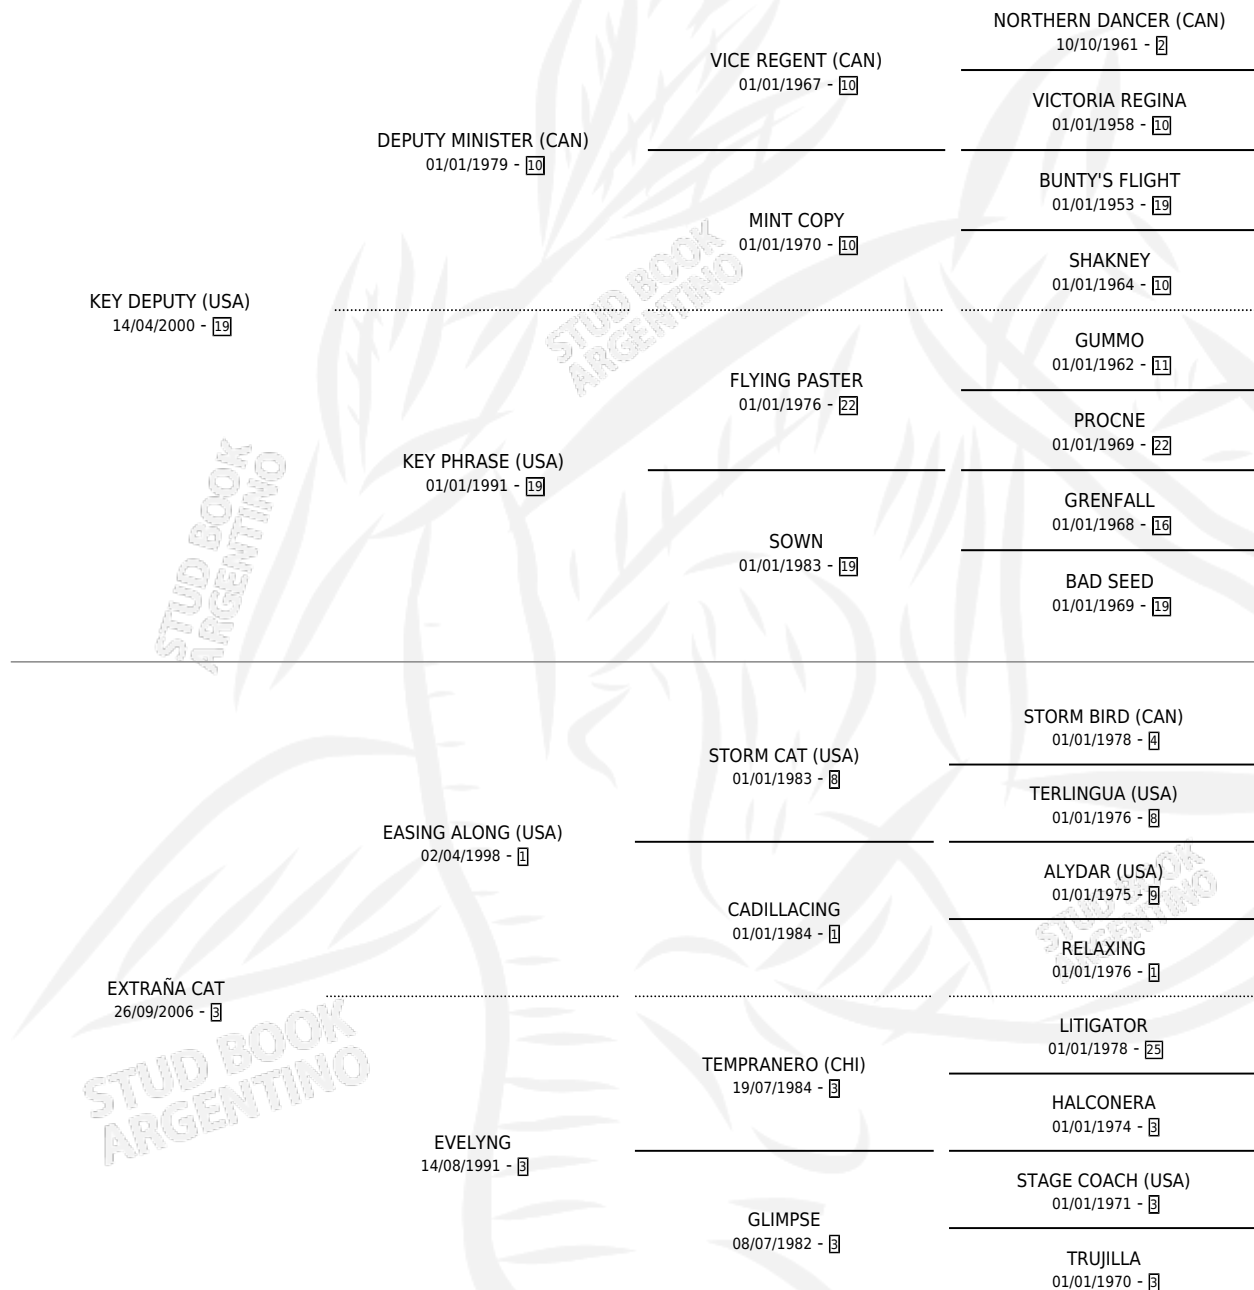 NORTHERN DANCER (CAN)
10/10/1961 - 2
VICE REGENT (CAN)
01/01/1967 - 10
VICTORIA REGINA
01/01/1958 - 10
DEPUTY MINISTER (CAN)
01/01/1979 - 10
BUNTY'S FLIGHT
01/01/1953 - 19
MINT COPY
01/01/1970 - 10
SHAKNEY
01/01/1964 - 10
KEY DEPUTY (USA)
14/04/2000 - 19
GUMMO
01/01/1962 - 11
FLYING PASTER
01/01/1976 - 22
PROCNE
01/01/1969 - 22
KEY PHRASE (USA)
01/01/1991 - 19
GRENFALL
01/01/1968 - 16
SOWN
01/01/1983 - 19
BAD SEED
01/01/1969 - 19
STORM BIRD (CAN)
01/01/1978 - 4
STORM CAT (USA)
01/01/1983 - 8
TERLINGUA (USA)
01/01/1976 - 8
EASING ALONG (USA)
02/04/1998 - 1
ALYDAR (USA)
01/01/1975 - 9
CADILLACING
01/01/1984 - 1
RELAXING
01/01/1976 - 1
EXTRAÑA CAT
26/09/2006 - 3
LITIGATOR
01/01/1978 - 25
TEMPRANERO (CHI)
19/07/1984 - 3
HALCONERA
01/01/1974 - 3
EVELYNG
14/08/1991 - 3
STAGE COACH (USA)
01/01/1971 - 3
GLIMPSE
08/07/1982 - 3
TRUJILLA
01/01/1970 - 3
STUD BOOK
ARGENTINO
STUD BOOK
ARGENTINO
STUD BOOK
ARGENTINO
STUD BOOK
ARGENTINO